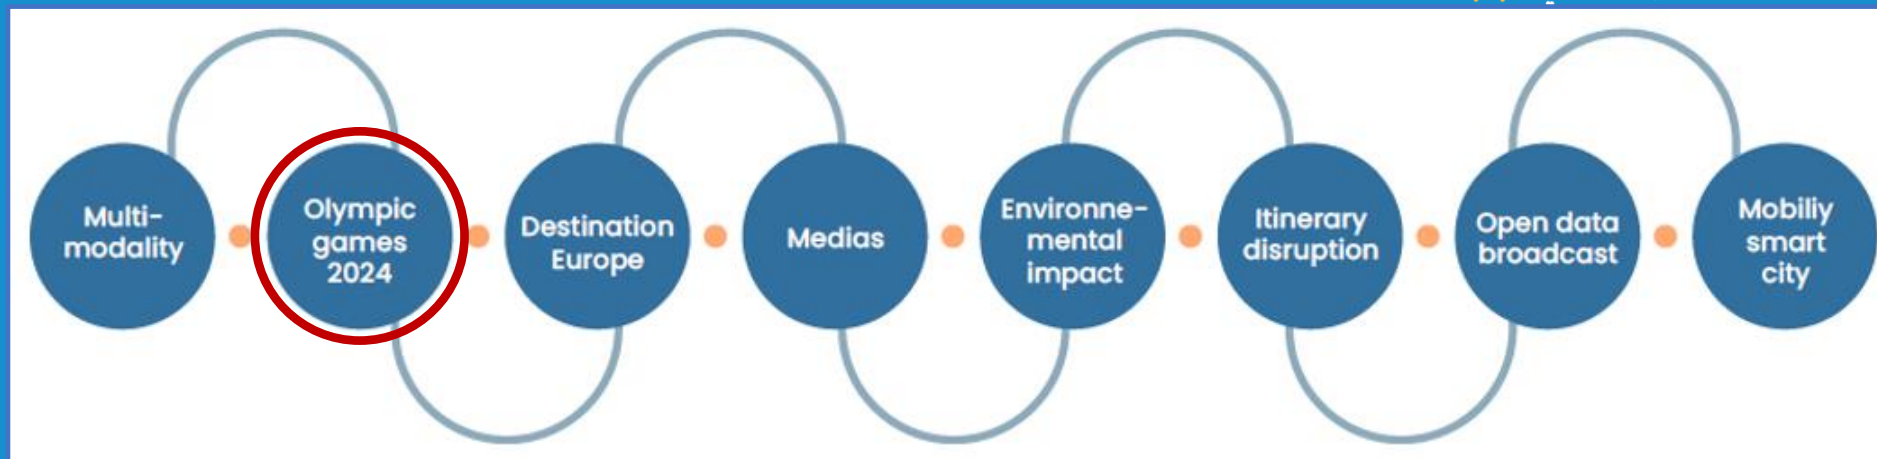 Multi-
modality
Olympic
games
2024
Destination
Europe
Medias
Environne-
mental
impact
Itinerary
disruption
Open data
broadcast
Mobiliy
smart
city